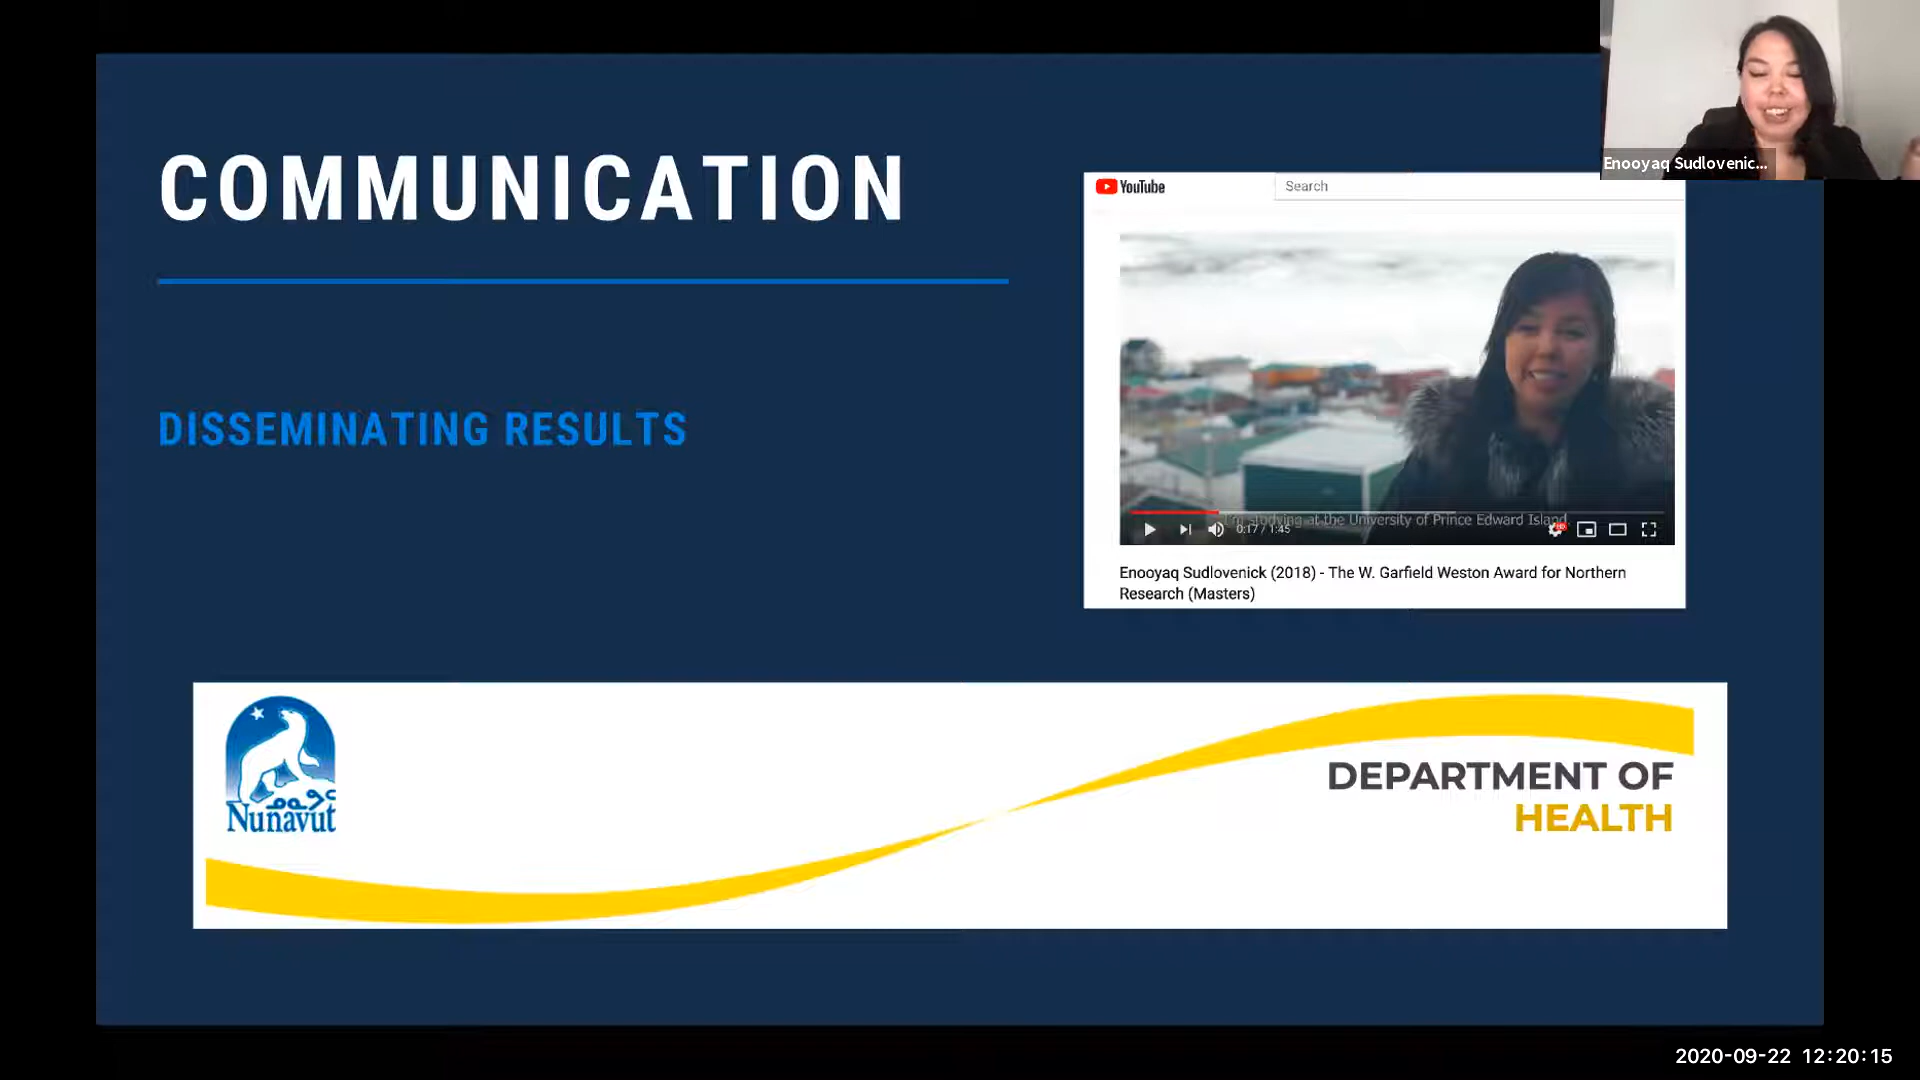 COMMUNICATION
DISSEMINATING RESULTS
Enooyaq Sudlovenic...
YouTube
Search
I'm studying at the University of Prince Edward Island
0:17 / 1:45
HD
Enooyaq Sudlovenick (2018) - The W. Garfield Weston Award for Northern
Research (Masters)
ᓄᓇᕗᑦ
Nunavut
DEPARTMENT OF
HEALTH
2020-09-22 12:20:15